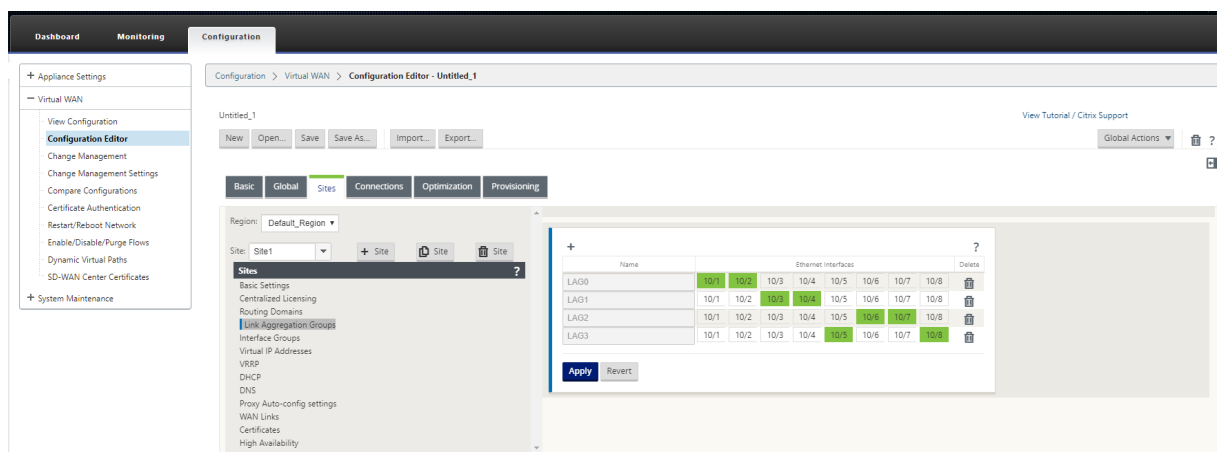 Dashboard Monitoring Configuration
+ Appliance Settings
− Virtual WAN
View Configuration
Configuration Editor
Change Management
Change Management Settings
Compare Configurations
Certificate Authentication
Restart/Reboot Network
Enable/Disable/Purge Flows
Dynamic Virtual Paths
SD-WAN Center Certificates
+ System Maintenance
Configuration > Virtual WAN > Configuration Editor - Untitled_1
Untitled_1 View Tutorial / Citrix Support
New Open... Save Save As... Import... Export... Global Actions ▼ ?
Basic Global Sites Connections Optimization Provisioning
Region: Default_Region ▼
Site: Site1 + Site Site Site
Sites ?
Basic Settings
Centralized Licensing
Routing Domains
Link Aggregation Groups
Interface Groups
Virtual IP Addresses
VRRP
DHCP
DNS
Proxy Auto-config settings
WAN Links
Certificates
High Availability
+ ?
Name Ethernet Interfaces Delete
LAG0 10/1 10/2 10/3 10/4 10/5 10/6 10/7 10/8
LAG1 10/1 10/2 10/3 10/4 10/5 10/6 10/7 10/8
LAG2 10/1 10/2 10/3 10/4 10/5 10/6 10/7 10/8
LAG3 10/1 10/2 10/3 10/4 10/5 10/6 10/7 10/8
Apply Revert